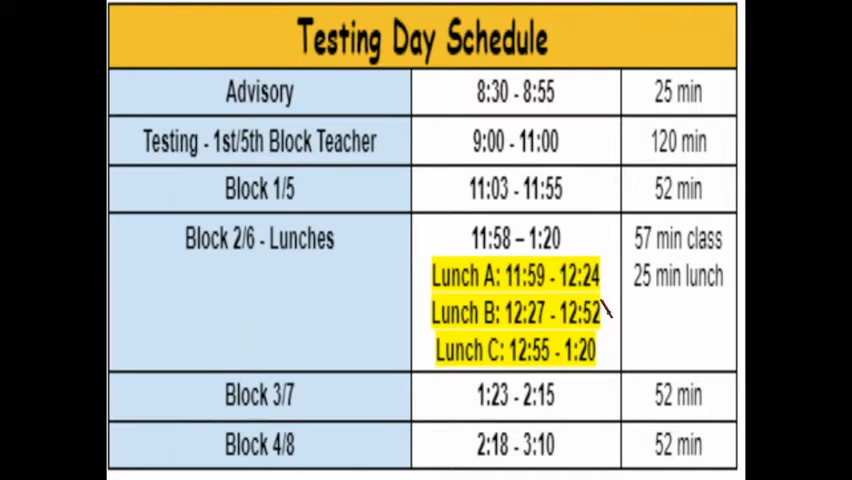 Testing Day Schedule
Advisory 8:30 - 8:55 25 min
Testing - 1st/5th Block Teacher 9:00 - 11:00 120 min
Block 1/5 11:03 - 11:55 52 min
Block 2/6 - Lunches 11:58 – 1:20 57 min class
Lunch A: 11:59 - 12:24 25 min lunch
Lunch B: 12:27 - 12:52
Lunch C: 12:55 - 1:20
Block 3/7 1:23 - 2:15 52 min
Block 4/8 2:18 - 3:10 52 min